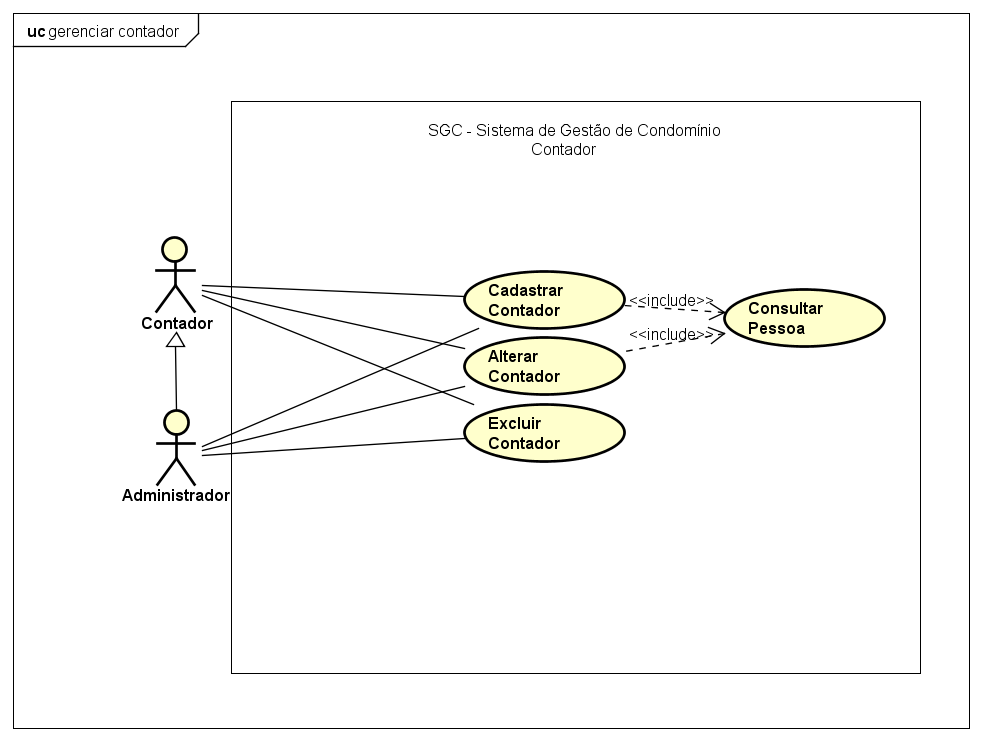 uc gerenciar contador
SGC - Sistema de Gestão de Condomínio
Contador
Contador
Administrador
Cadastrar
Contador
Alterar
Contador
Excluir
Contador
<<include>>
<<include>>
Consultar
Pessoa